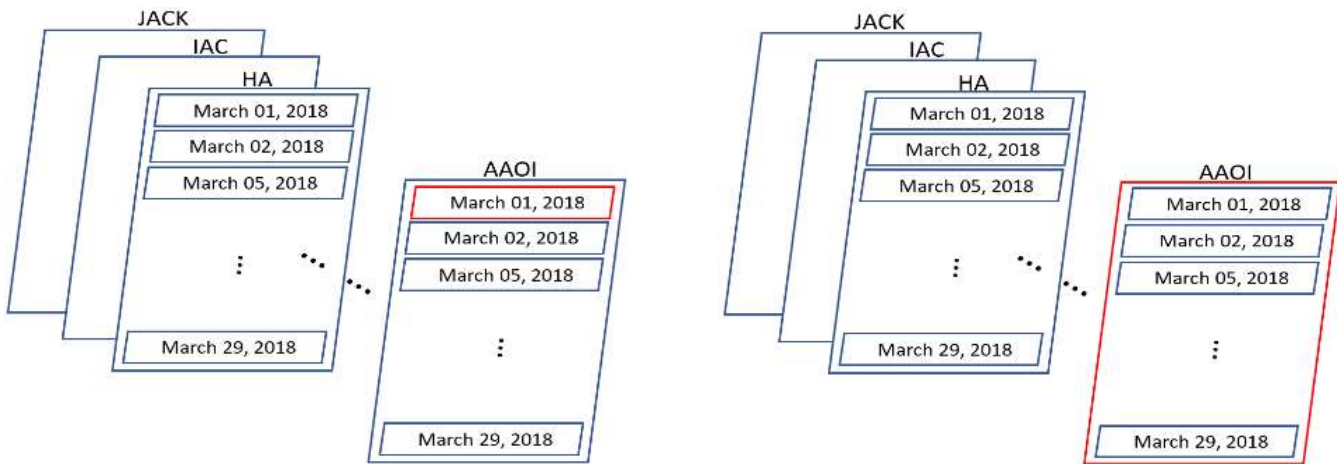 JACK
IAC
HA
March 01, 2018
March 02, 2018
March 05, 2018
March 29, 2018
AAOI
March 01, 2018
March 02, 2018
March 05, 2018
March 29, 2018
JACK
IAC
HA
March 01, 2018
March 02, 2018
March 05, 2018
March 29, 2018
AAOI
March 01, 2018
March 02, 2018
March 05, 2018
March 29, 2018